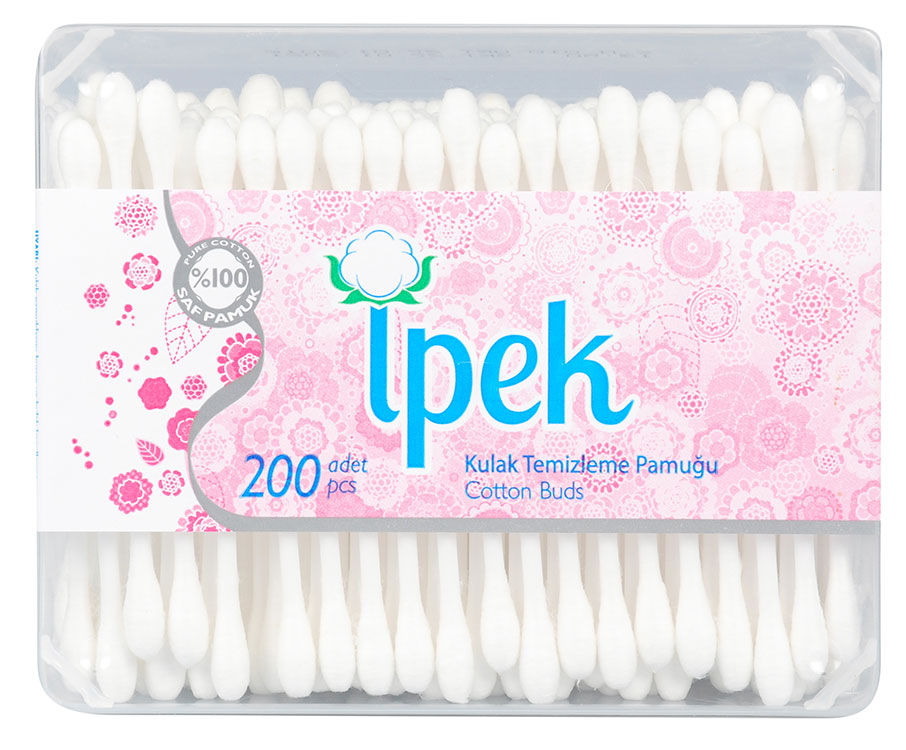 PURE COTTON
%100
SAF PAMUK
İpek
200 adet
pcs
Kulak Temizleme Pamuğu
Cotton Buds